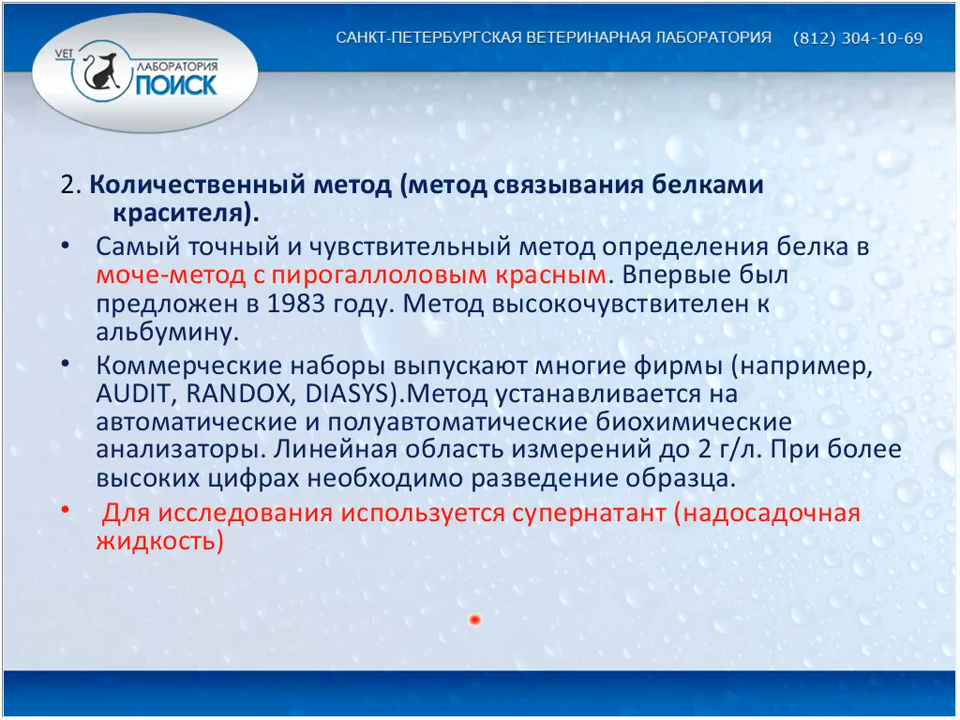 САНКТ-ПЕТЕРБУРГСКАЯ ВЕТЕРИНАРНАЯ ЛАБОРАТОРИЯ (812) 304-10-69
VET
ЛАБОРАТОРИЯ
ПОИСК
2. Количественный метод (метод связывания белками
красителя).
• Самый точный и чувствительный метод определения белка в
моче-метод с пирогаллоловым красным. Впервые был
предложен в 1983 году. Метод высокочувствителен к
альбумину.
• Коммерческие наборы выпускают многие фирмы (например,
AUDIT, RANDOX, DIASYS).Метод устанавливается на
автоматические и полуавтоматические биохимические
анализаторы. Линейная область измерений до 2 г/л. При более
высоких цифрах необходимо разведение образца.
• Для исследования используется супернатант (надосадочная
жидкость)